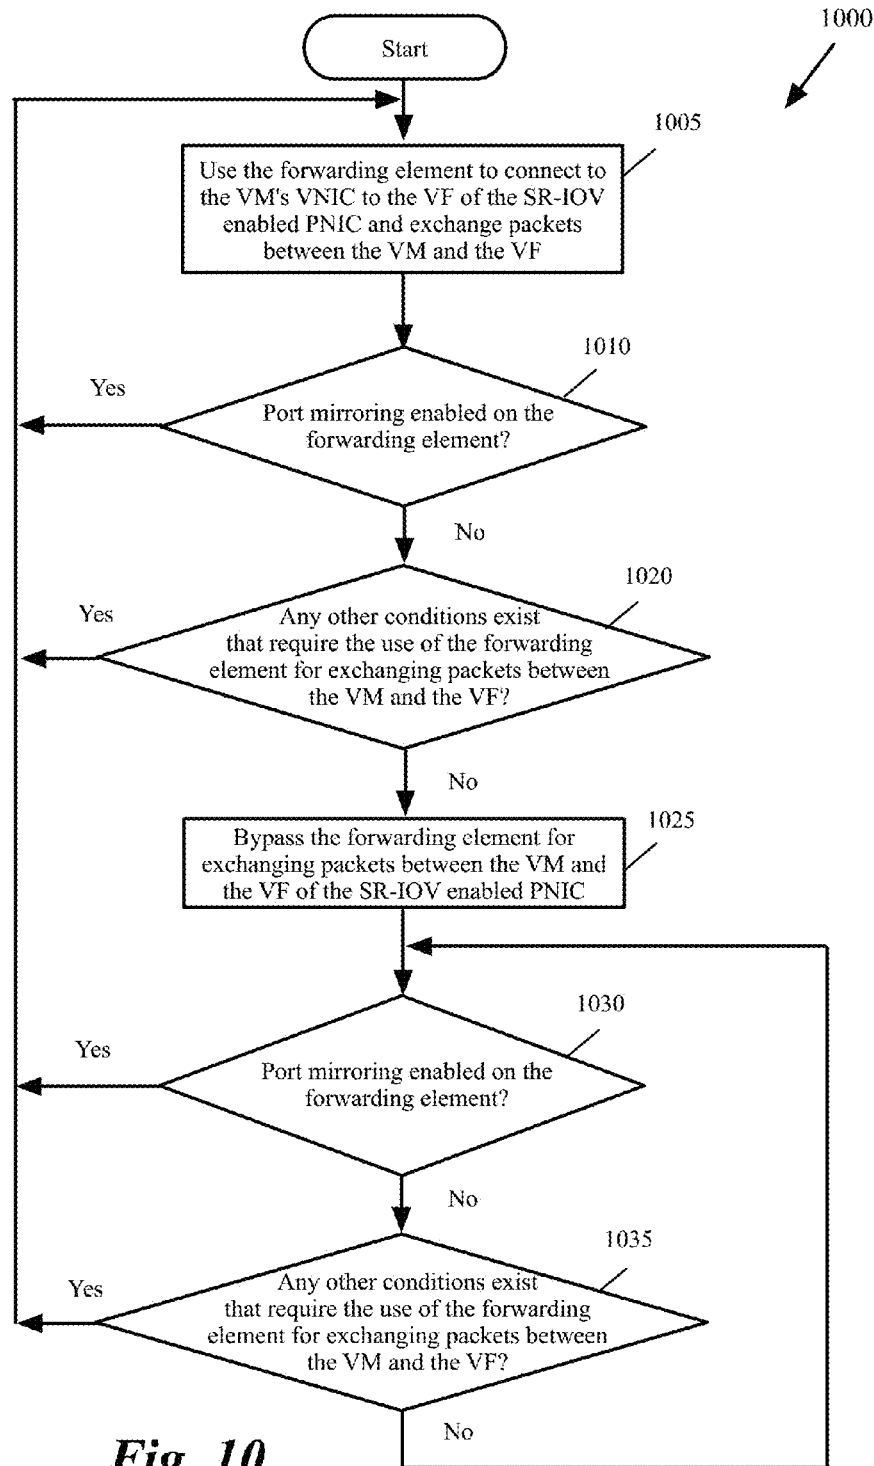 1000
Start
1005
Use the forwarding element to connect to
the VM's VNIC to the VF of the SR-IOV
enabled PNIC and exchange packets
between the VM and the VF
1010
Yes
Port mirroring enabled on the
forwarding element?
No
1020
Yes
Any other conditions exist
that require the use of the forwarding
element for exchanging packets between
the VM and the VF?
No
1025
Bypass the forwarding element for
exchanging packets between the VM and
the VF of the SR-IOV enabled PNIC
1030
Yes
Port mirroring enabled on the
forwarding element?
No
1035
Yes
Any other conditions exist
that require the use of the forwarding
element for exchanging packets between
the VM and the VF?
No
Fig. 10